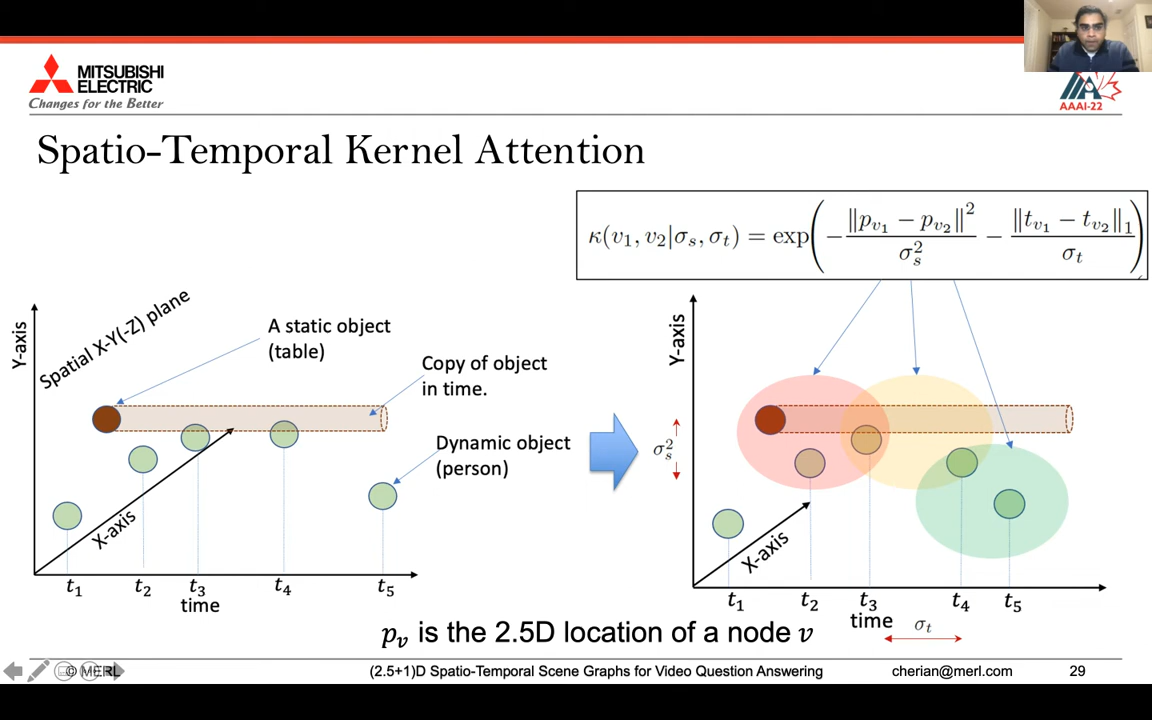 MITSUBISHI
ELECTRIC
Changes for the Better
AAAI-22
Spatio-Temporal Kernel Attention
κ(v₁, v₂|σₛ, σₜ) = exp(−‖p_{v₁} − p_{v₂}‖² / σₛ² − ‖t_{v₁} − t_{v₂}‖₁ / σₜ)
Y-axis
Spatial X-Y(-Z) plane
A static object
(table)
Copy of object
in time.
Dynamic object
(person)
X-axis
t₁ t₂ t₃ t₄ t₅
time
Y-axis
σₛ²
X-axis
t₁ t₂ t₃ t₄ t₅
time σₜ
p_v is the 2.5D location of a node v
© MERL
(2.5+1)D Spatio-Temporal Scene Graphs for Video Question Answering
cherian@merl.com
29